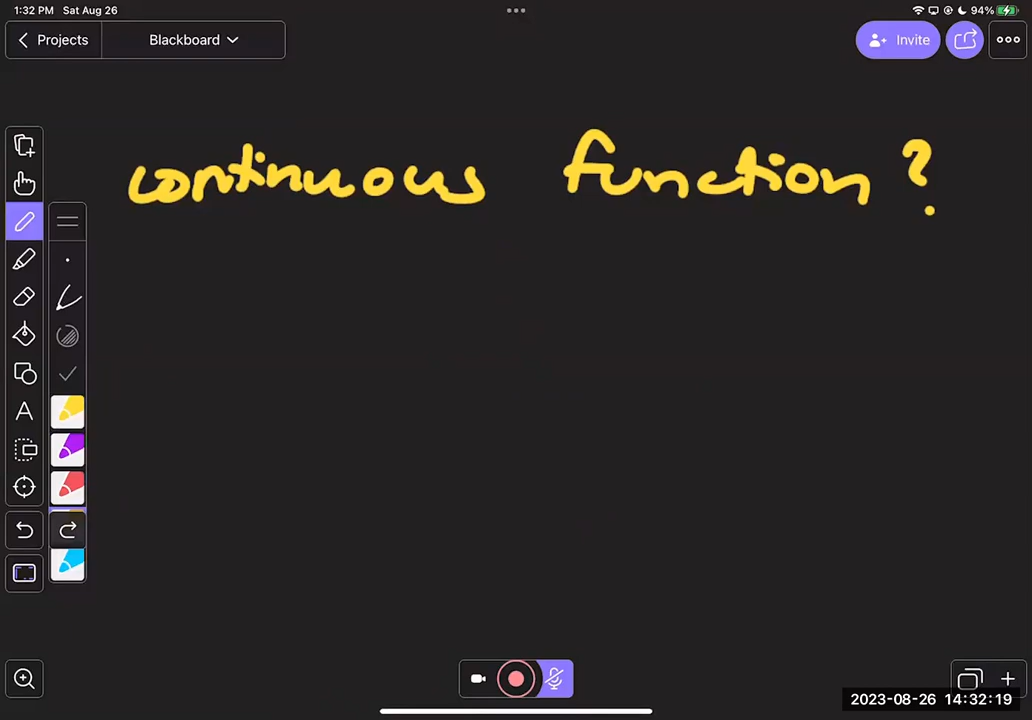 1:32 PM Sat Aug 26 94%
Projects Blackboard Invite
continuous function ?
A
2023-08-26 14:32:19